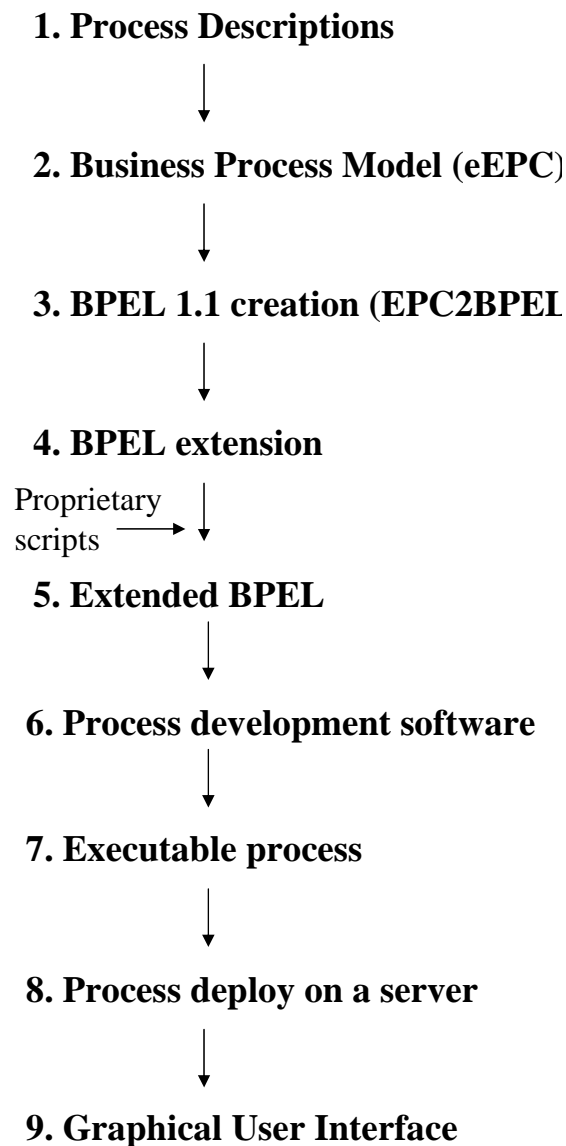 1. Process Descriptions
2. Business Process Model (eEPC)
3. BPEL 1.1 creation (EPC2BPEL
4. BPEL extension
Proprietary
scripts
5. Extended BPEL
6. Process development software
7. Executable process
8. Process deploy on a server
9. Graphical User Interface